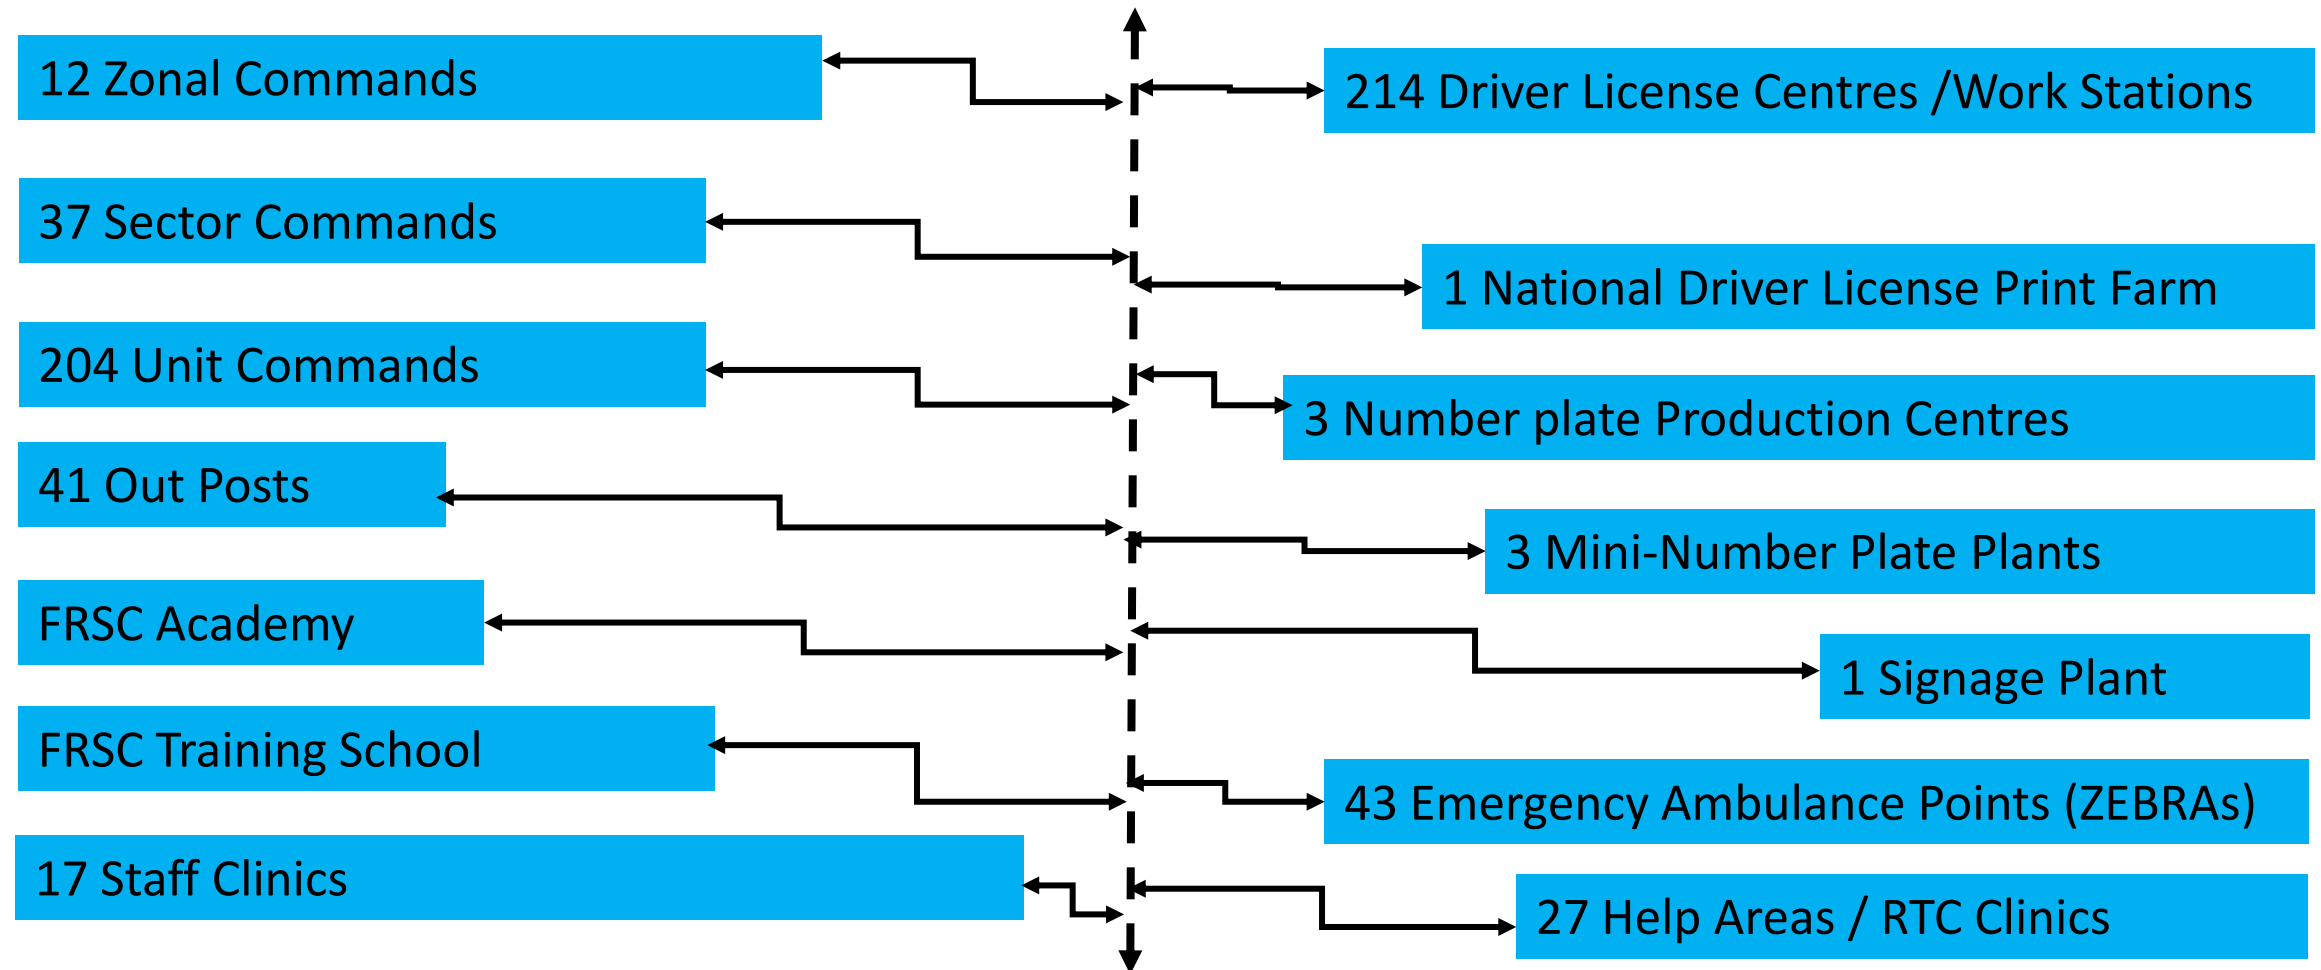 12 Zonal Commands
37 Sector Commands
204 Unit Commands
41 Out Posts
FRSC Academy
FRSC Training School
17 Staff Clinics
214 Driver License Centres /Work Stations
1 National Driver License Print Farm
3 Number plate Production Centres
3 Mini-Number Plate Plants
1 Signage Plant
43 Emergency Ambulance Points (ZEBRAs)
27 Help Areas / RTC Clinics